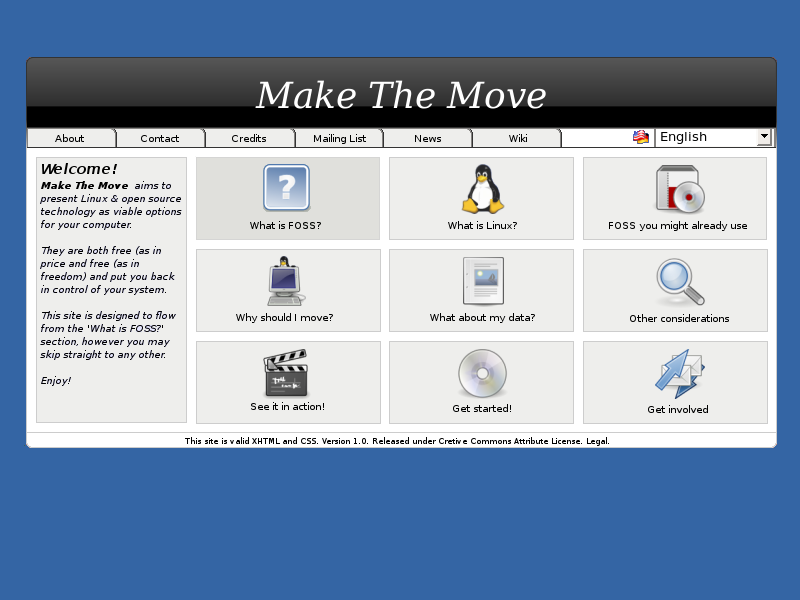 Make The Move
About Contact Credits Mailing List News Wiki English
Welcome!
Make The Move aims to
present Linux & open source
technology as viable options
for your computer.
They are both free (as in
price and free (as in
freedom) and put you back
in control of your system.
This site is designed to flow
from the 'What is FOSS?'
section, however you may
skip straight to any other.
Enjoy!
?
What is FOSS?
What is Linux?
FOSS you might already use
Why should I move?
What about my data?
Other considerations
See it in action!
Get started!
Get involved
This site is valid XHTML and CSS. Version 1.0. Released under Cretive Commons Attribute License. Legal.